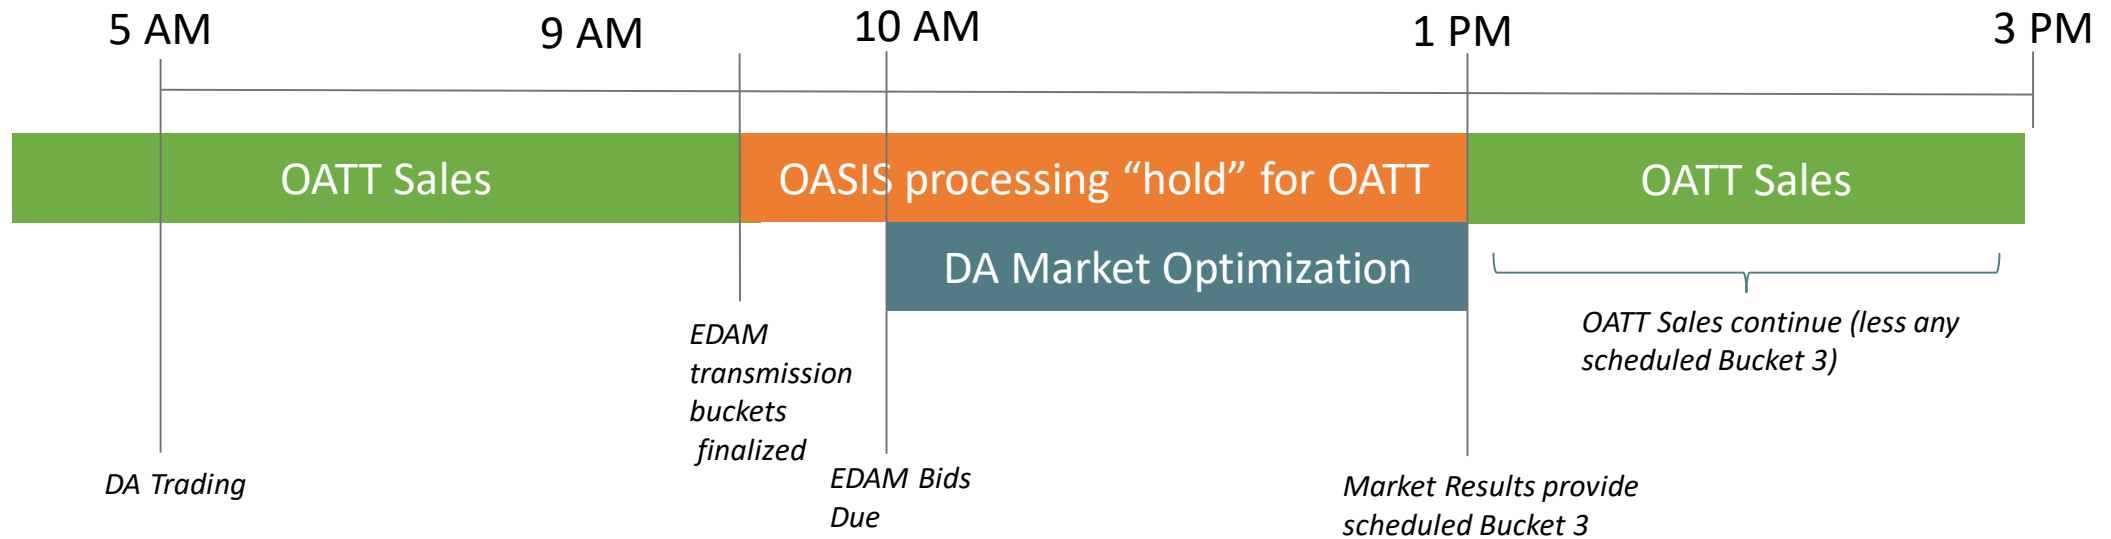 5 AM
9 AM
10 AM
1 PM
3 PM
OATT Sales
OASIS processing “hold” for OATT
OATT Sales
DA Market Optimization
EDAM
transmission
buckets
finalized
OATT Sales continue (less any
scheduled Bucket 3)
DA Trading
EDAM Bids
Due
Market Results provide
scheduled Bucket 3